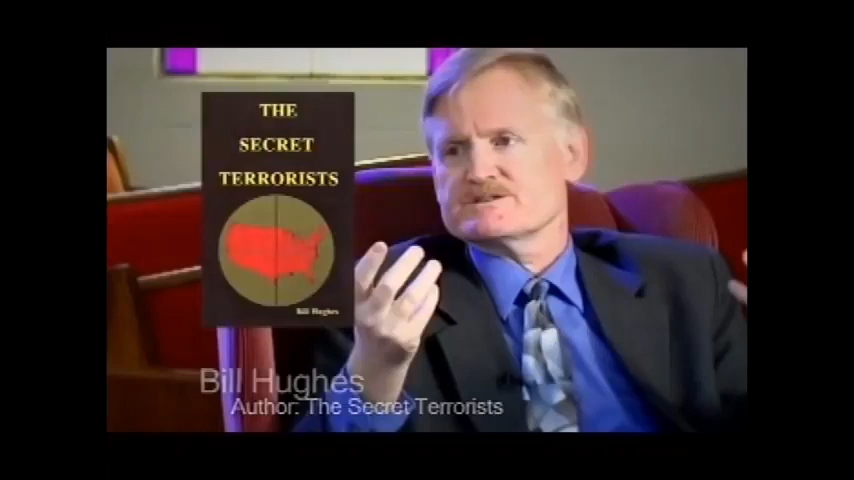 THE
SECRET
TERRORISTS
Bill Hughes
Bill Hughes
Author: The Secret Terrorists